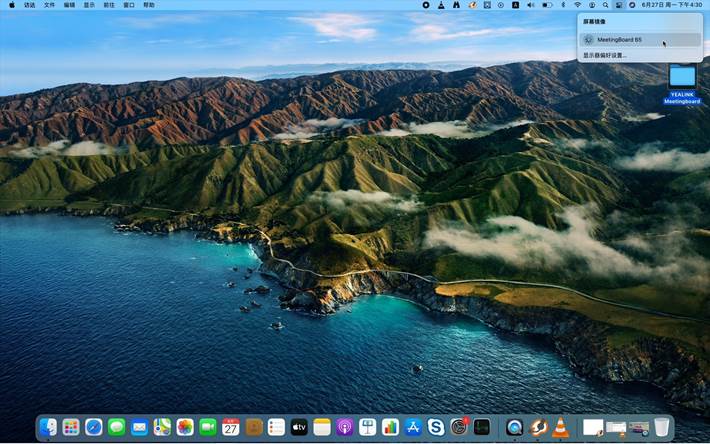 访达 文件 编辑 显示 前往 窗口 帮助
A
6月27日 周一 下午4:30
屏幕镜像
MeetingBoard 65
显示器偏好设置...
YEALINK
Meetingboard
27
tv